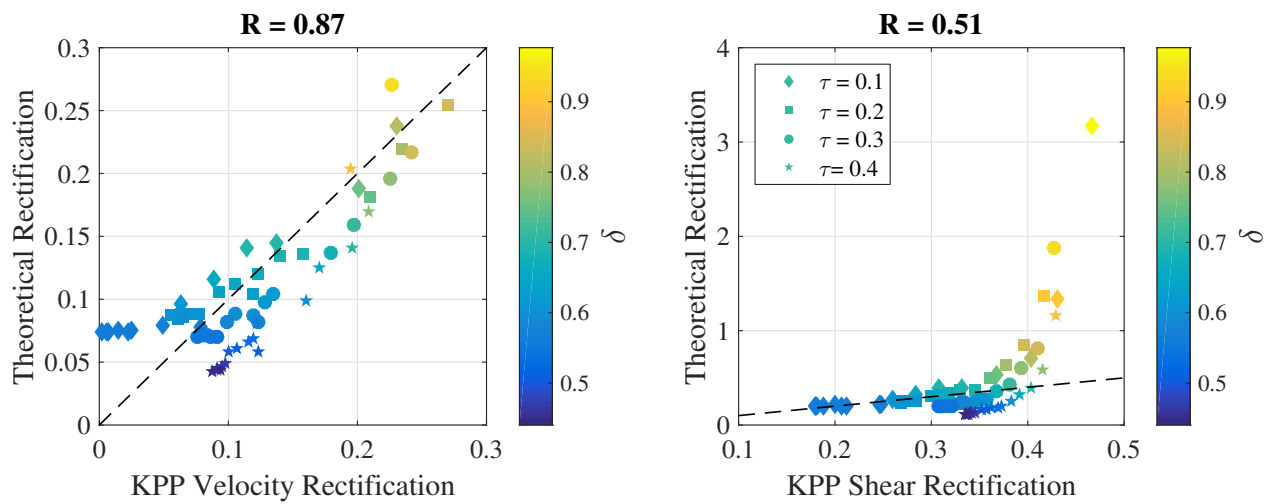 R = 0.87
0.3
0.25
0.2
0.15
0.1
0.05
0
Theoretical Rectification
0
0.1
0.2
0.3
KPP Velocity Rectification
0.9
0.8
0.7
0.6
0.5
δ
R = 0.51
4
3
2
1
0
Theoretical Rectification
τ = 0.1
τ = 0.2
τ = 0.3
τ= 0.4
0.1
0.2
0.3
0.4
0.5
KPP Shear Rectification
0.9
0.8
0.7
0.6
0.5
δ